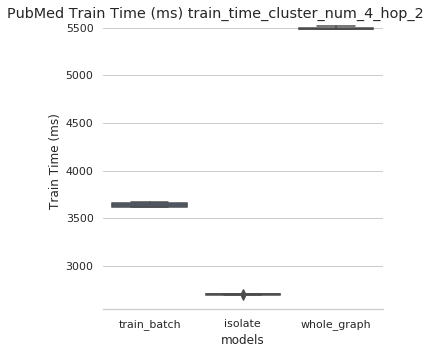 PubMed Train Time (ms) train_time_cluster_num_4_hop_2
5500
5000
4500
4000
3500
3000
Train Time (ms)
train_batch isolate whole_graph
models